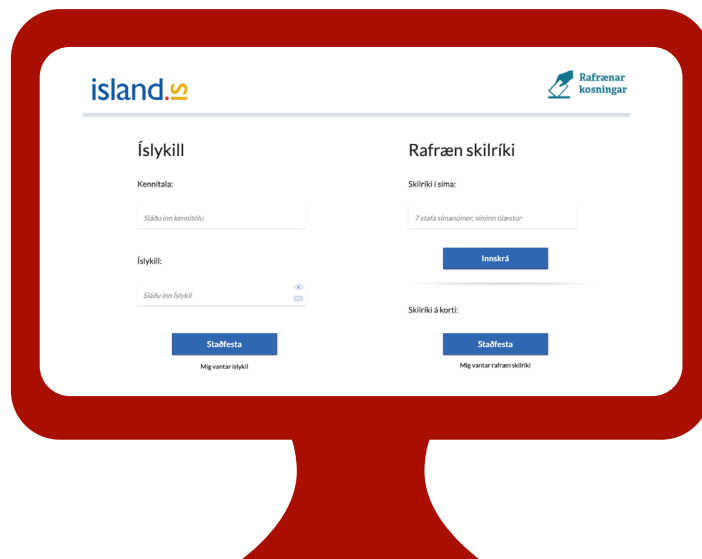 island.is
Rafrænar
kosningar
Íslykill
Kennitala:
Sláðu inn kennitölu
Íslykill:
Sláðu inn Íslykil
Staðfesta
Mig vantar íslykil
Rafræn skilríki
Skilríki í síma:
7 stafa símanúmer, síminn ólæstur
Innskrá
Skilríki á korti:
Staðfesta
Mig vantar rafræn skilríki